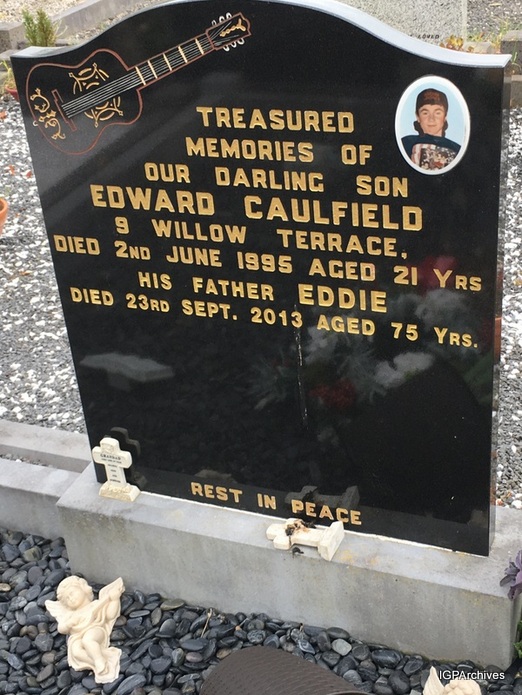 TREASURED
MEMORIES OF
OUR DARLING SON
EDWARD CAULFIELD
9 WILLOW TERRACE,
DIED 2ND JUNE 1995 AGED 21 YRS
HIS FATHER EDDIE
DIED 23RD SEPT. 2013 AGED 75 YRS.
REST IN PEACE
IGPArchives